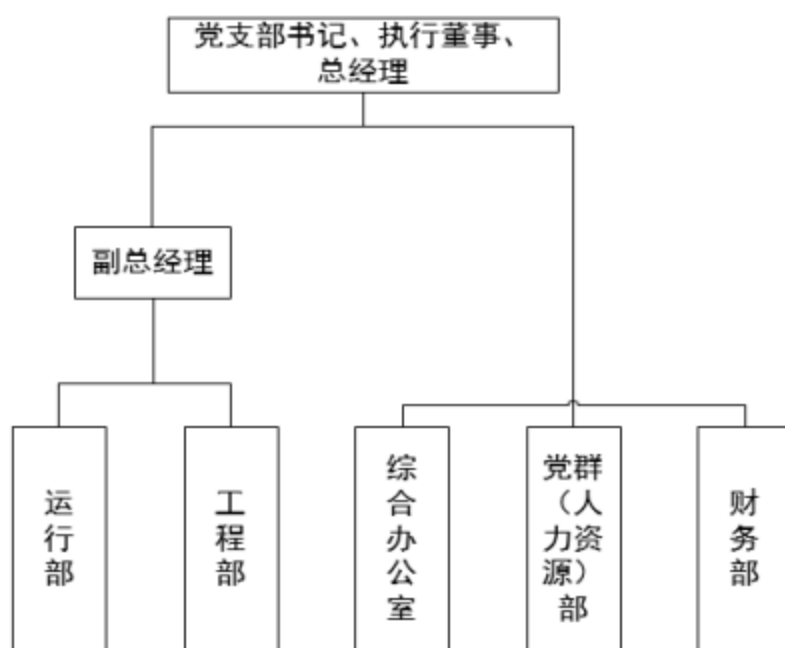 党支部书记、执行董事、
总经理
副总经理
运
行
部
工
程
部
综
合
办
公
室
党群
（人
力资
源）
部
财
务
部